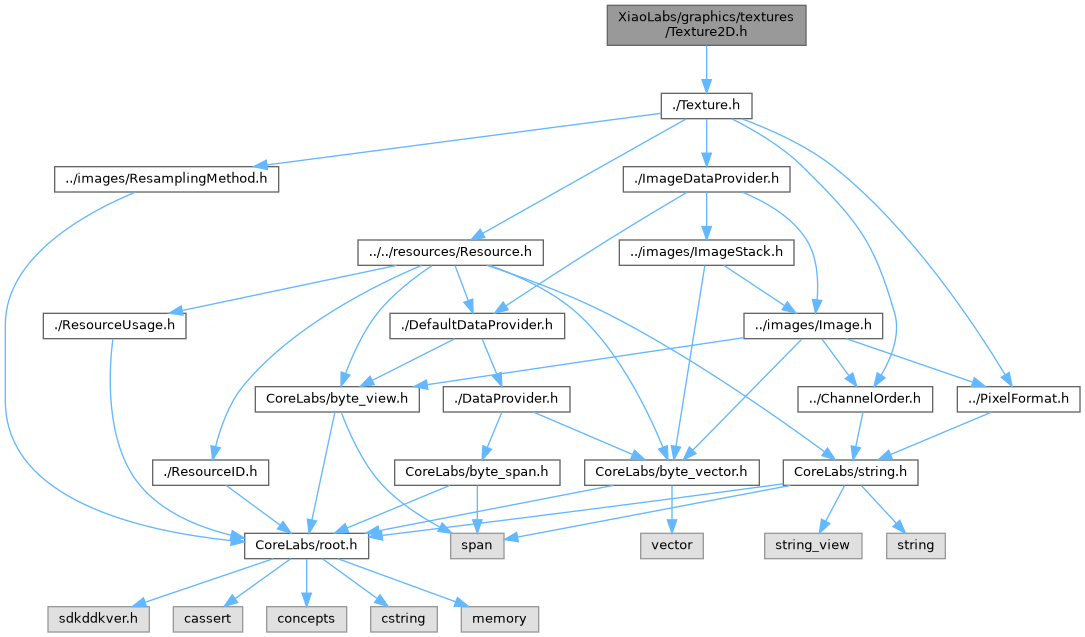 XiaoLabs/graphics/textures
/Texture2D.h
./Texture.h
../images/ResamplingMethod.h
./ImageDataProvider.h
../../resources/Resource.h
../images/ImageStack.h
./ResourceUsage.h
./DefaultDataProvider.h
../images/Image.h
CoreLabs/byte_view.h
./DataProvider.h
../ChannelOrder.h
../PixelFormat.h
./ResourceID.h
CoreLabs/byte_span.h
CoreLabs/byte_vector.h
CoreLabs/string.h
CoreLabs/root.h
span
vector
string_view
string
sdkddkver.h
cassert
concepts
cstring
memory